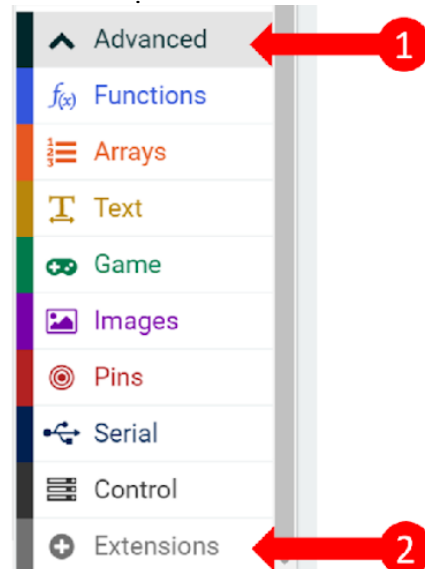 Advanced 1
f(x) Functions
Arrays
Text
Game
Images
Pins
Serial
Control
Extensions 2